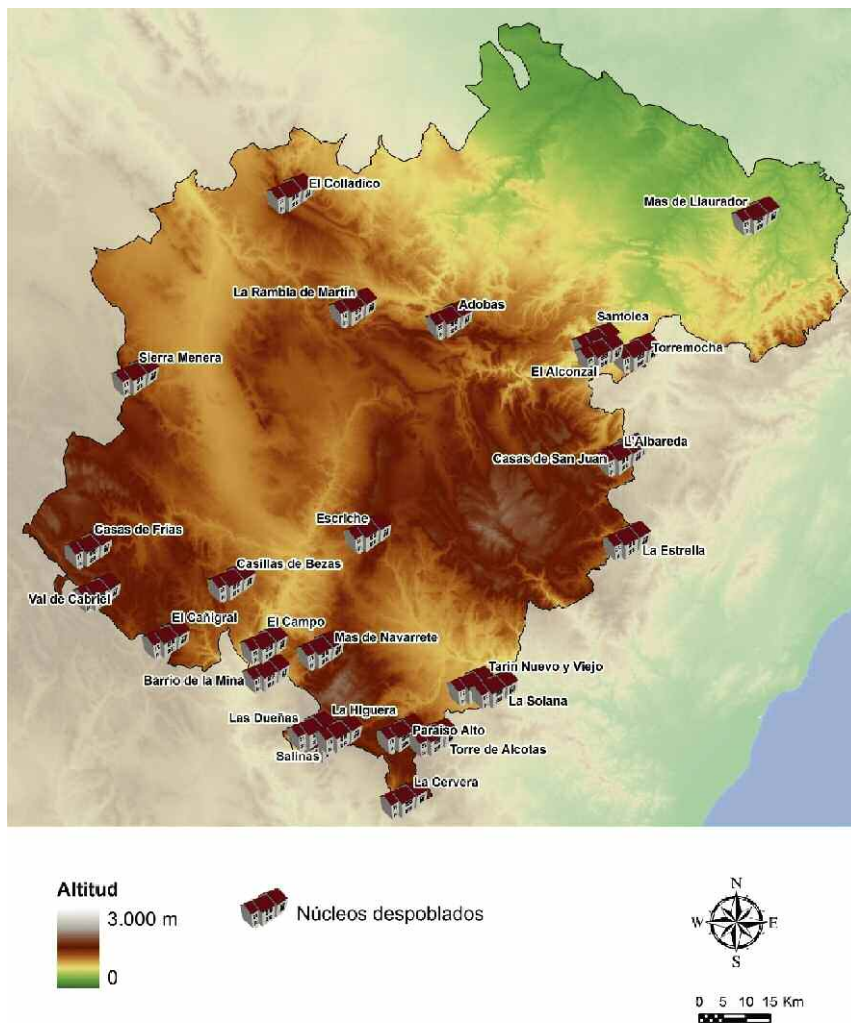 El Colladico
Mas de Llaurador
La Rambla de Martín
Adobas
Santolea
Torremocha
Sierra Menera
El Alconzal
L'Albareda
Casas de San Juan
Escriche
Casas de Frías
La Estrella
Casillas de Bezas
Val de Cabriel
El Cañigral
El Campo
Mas de Navarrete
Barrio de la Mina
Tarín Nuevo y Viejo
La Solana
Las Dueñas
La Higuera
Paraíso Alto
Salinas
Torre de Alcotas
La Cervera
Altitud
3.000 m
0
Núcleos despoblados
N
W
E
S
0 5 10 15 Km